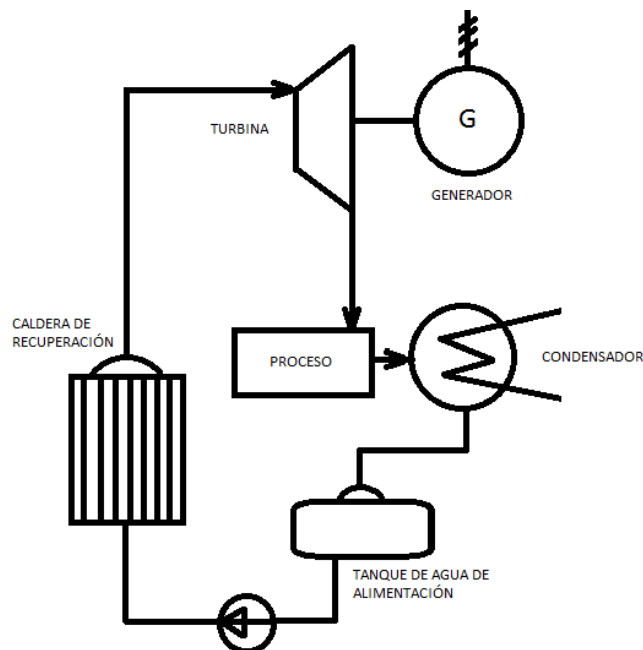 G
TURBINA
GENERADOR
CALDERA DE
RECUPERACIÓN
PROCESO
CONDENSADOR
TANQUE DE AGUA DE
ALIMENTACIÓN